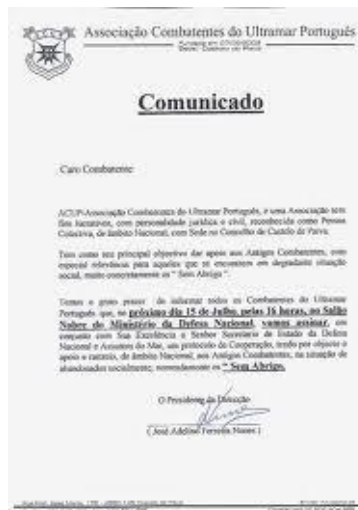 Associação Combatentes do Ultramar Português
Comunicado
Caro Combatente
ACUP-Associação Combatentes do Ultramar Português, é uma Associação sem
fins lucrativos, com personalidade jurídica e civil, reconhecida como Pessoa
Colectiva, de âmbito Nacional, com Sede no Concelho de Castelo de Paiva.
Tem como seu principal objectivo dar apoio aos Antigos Combatentes, com
especial relevância para aqueles que se encontram em degradante situação
social, muito concretamente os " Sem Abrigo ".
Temos o grato prazer de informar todos os Combatentes do Ultramar
Português que, no próximo dia 15 de Julho, pelas 16 horas, no Salão
Nobre do Ministério da Defesa Nacional, vamos assinar, em
conjunto com Sua Excelência o Senhor Secretário de Estado da Defesa
Nacional e Assuntos do Mar, um protocolo de Cooperação, tendo por objecto o
apoio e carência, de âmbito Nacional, aos Antigos Combatentes, na situação de
abandonados socialmente, nomeadamente os " Sem Abrigo.
O Presidente da Direcção
( José Adelino Ferreira Nunes )